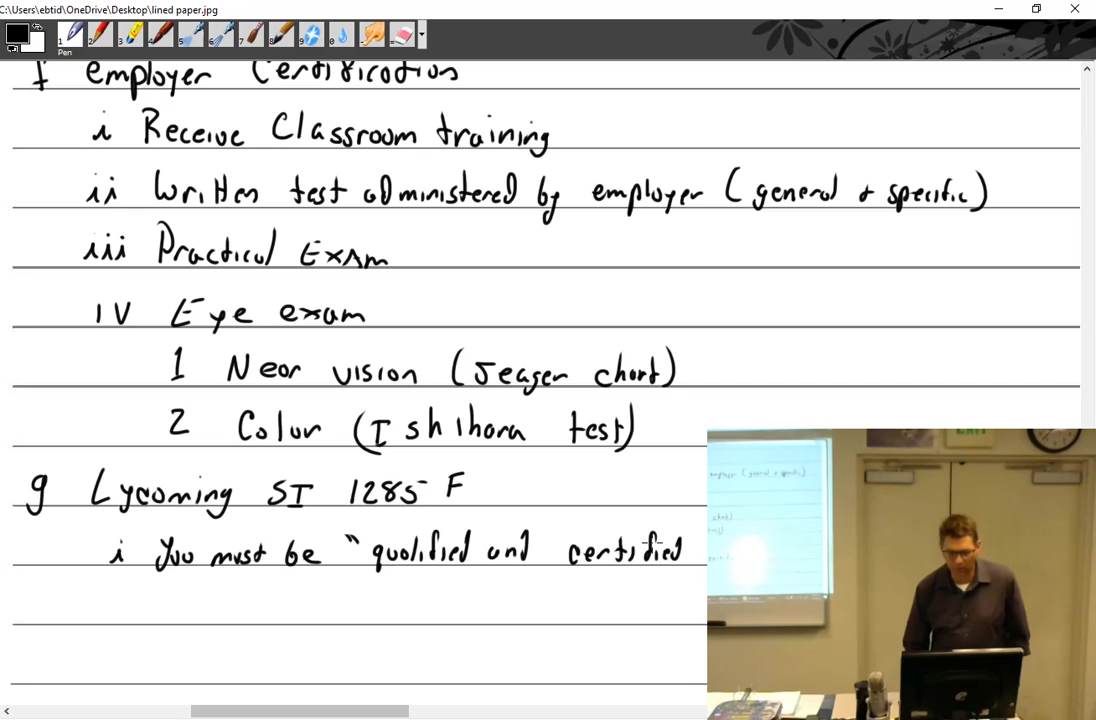 C:\Users\ebtid\OneDrive\Desktop\lined paper.jpg
Pen
f employer Certification
i Receive Classroom training
ii Written test administered by employer (general + specific)
iii Practical Exam
IV Eye exam
1 Near vision (Jeager chart)
2 Color (Ishihara test)
g Lycoming SI 1285 F
i You must be "qualified and certified
EXIT